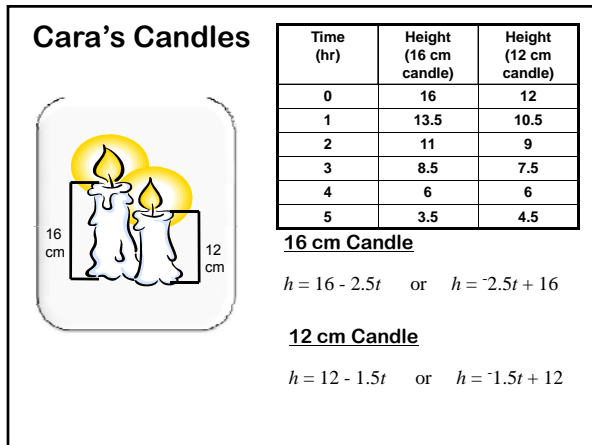 Cara's Candles
Time (hr) Height (16 cm candle) Height (12 cm candle)
0 16 12
1 13.5 10.5
2 11 9
3 8.5 7.5
4 6 6
5 3.5 4.5
16 cm
12 cm
16 cm Candle
h = 16 - 2.5t or h = ⁻2.5t + 16
12 cm Candle
h = 12 - 1.5t or h = ⁻1.5t + 12